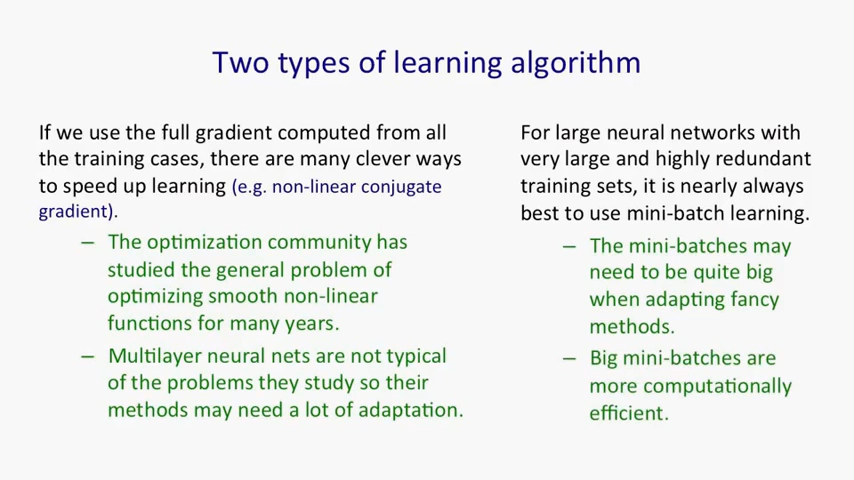 Two types of learning algorithm
If we use the full gradient computed from all
the training cases, there are many clever ways
to speed up learning (e.g. non-linear conjugate
gradient).
– The optimization community has
studied the general problem of
optimizing smooth non-linear
functions for many years.
– Multilayer neural nets are not typical
of the problems they study so their
methods may need a lot of adaptation.
For large neural networks with
very large and highly redundant
training sets, it is nearly always
best to use mini-batch learning.
– The mini-batches may
need to be quite big
when adapting fancy
methods.
– Big mini-batches are
more computationally
efficient.